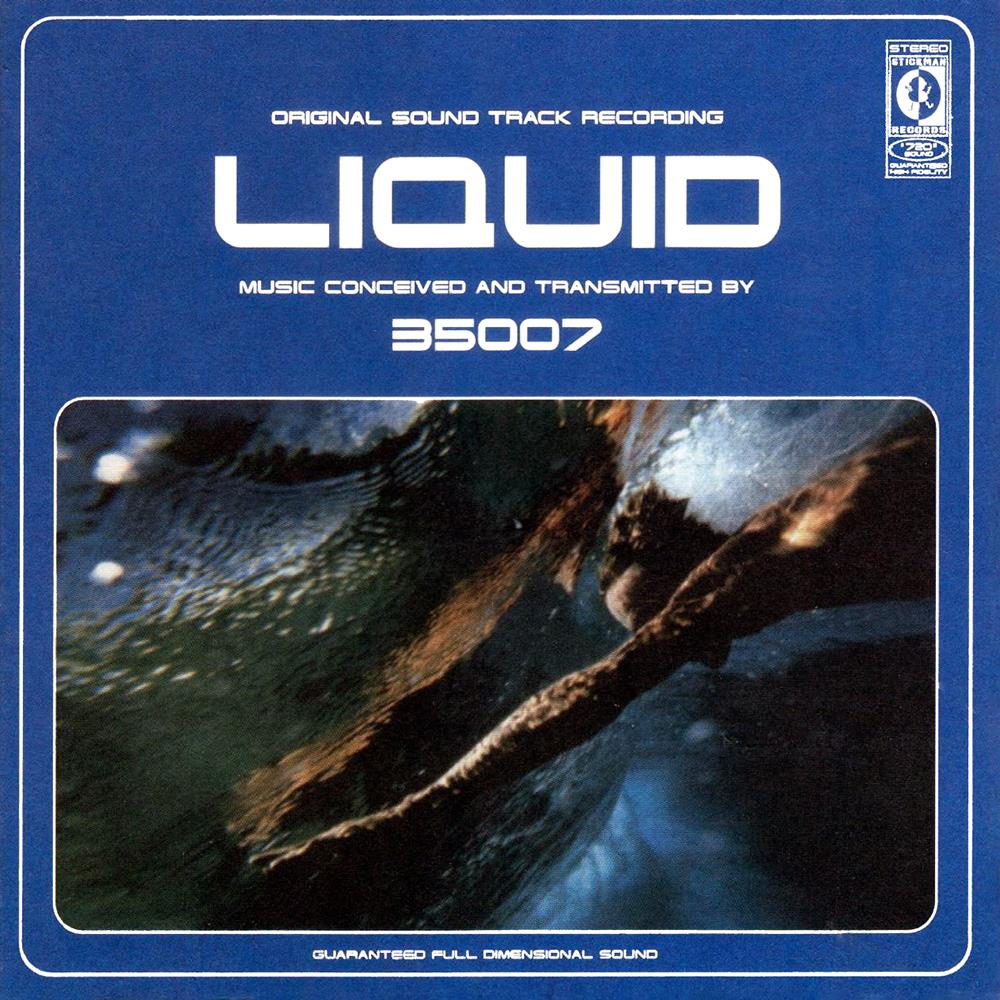 STEREO
STICKMAN
RECORDS
"720"
SOUND
GUARANTEED
HIGH FIDELITY
ORIGINAL SOUND TRACK RECORDING
LIQUID
MUSIC CONCEIVED AND TRANSMITTED BY
35007
GUARANTEED FULL DIMENSIONAL SOUND